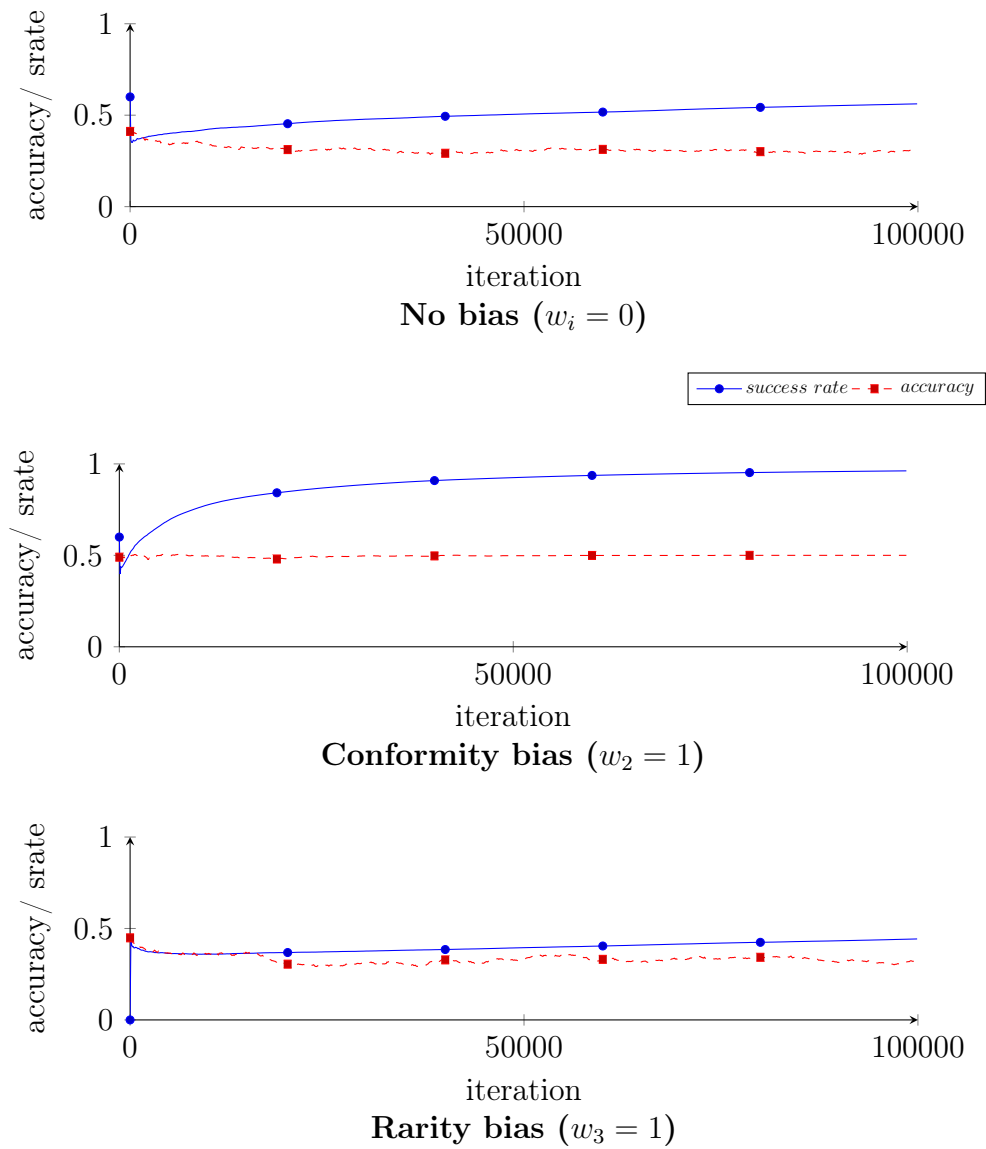 1
accuracy/ srate
0.5
0
0
50000
100000
iteration
No bias (w_i = 0)
success rate accuracy
1
accuracy/ srate
0.5
0
0
50000
100000
iteration
Conformity bias (w_2 = 1)
1
accuracy/ srate
0.5
0
0
50000
100000
iteration
Rarity bias (w_3 = 1)